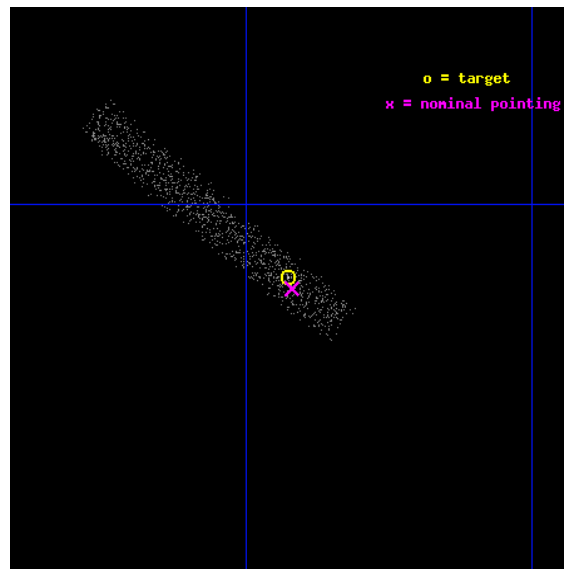 o = target
x = nominal pointing